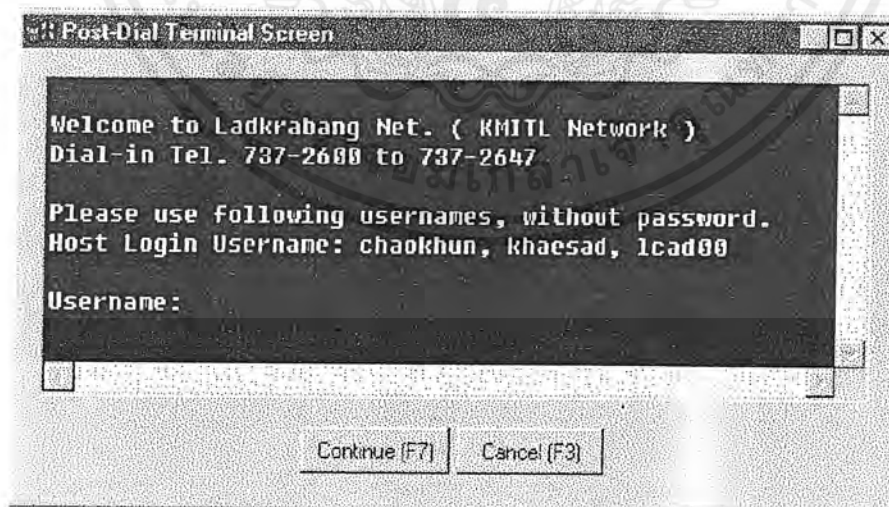 Post-Dial Terminal Screen
Welcome to Ladkrabang Net. ( KMITL Network )
Dial-in Tel. 737-2600 to 737-2647
Please use following usernames, without password.
Host Login Username: chaokhun, khaesad, lcad00
Username:
Continue (F7)
Cancel (F3)